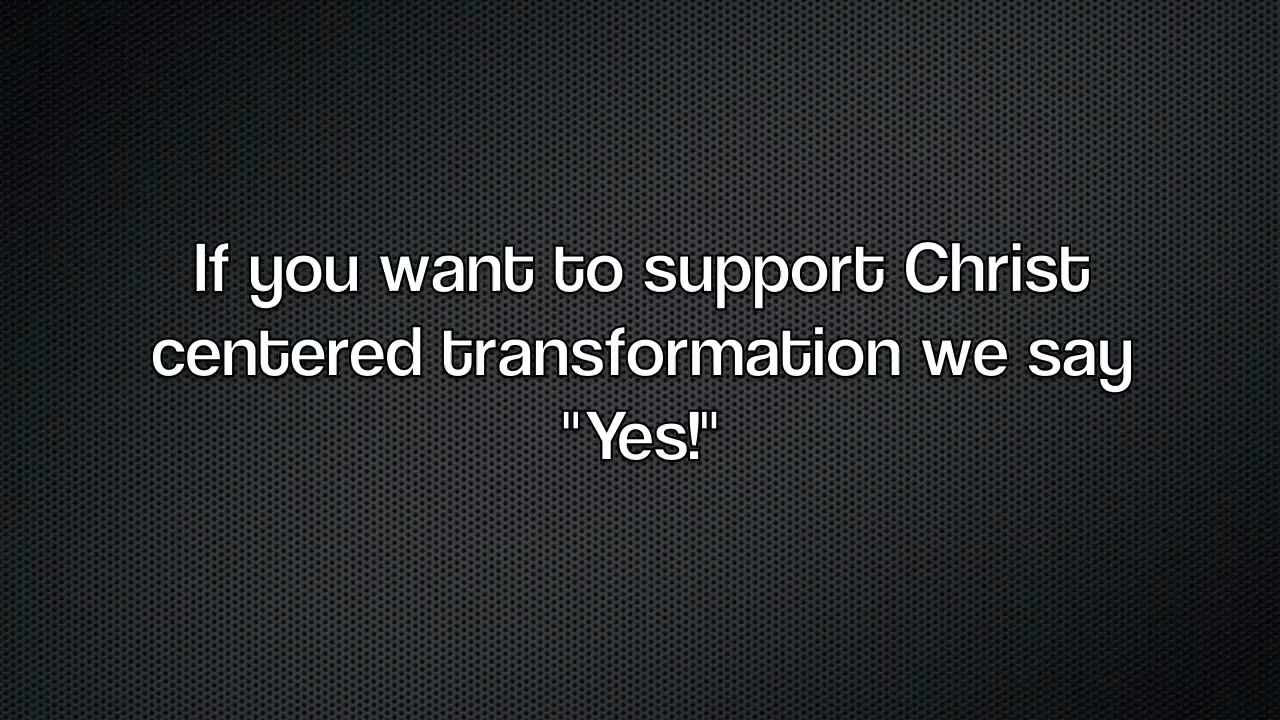 If you want to support Christ
centered transformation we say
"Yes!"